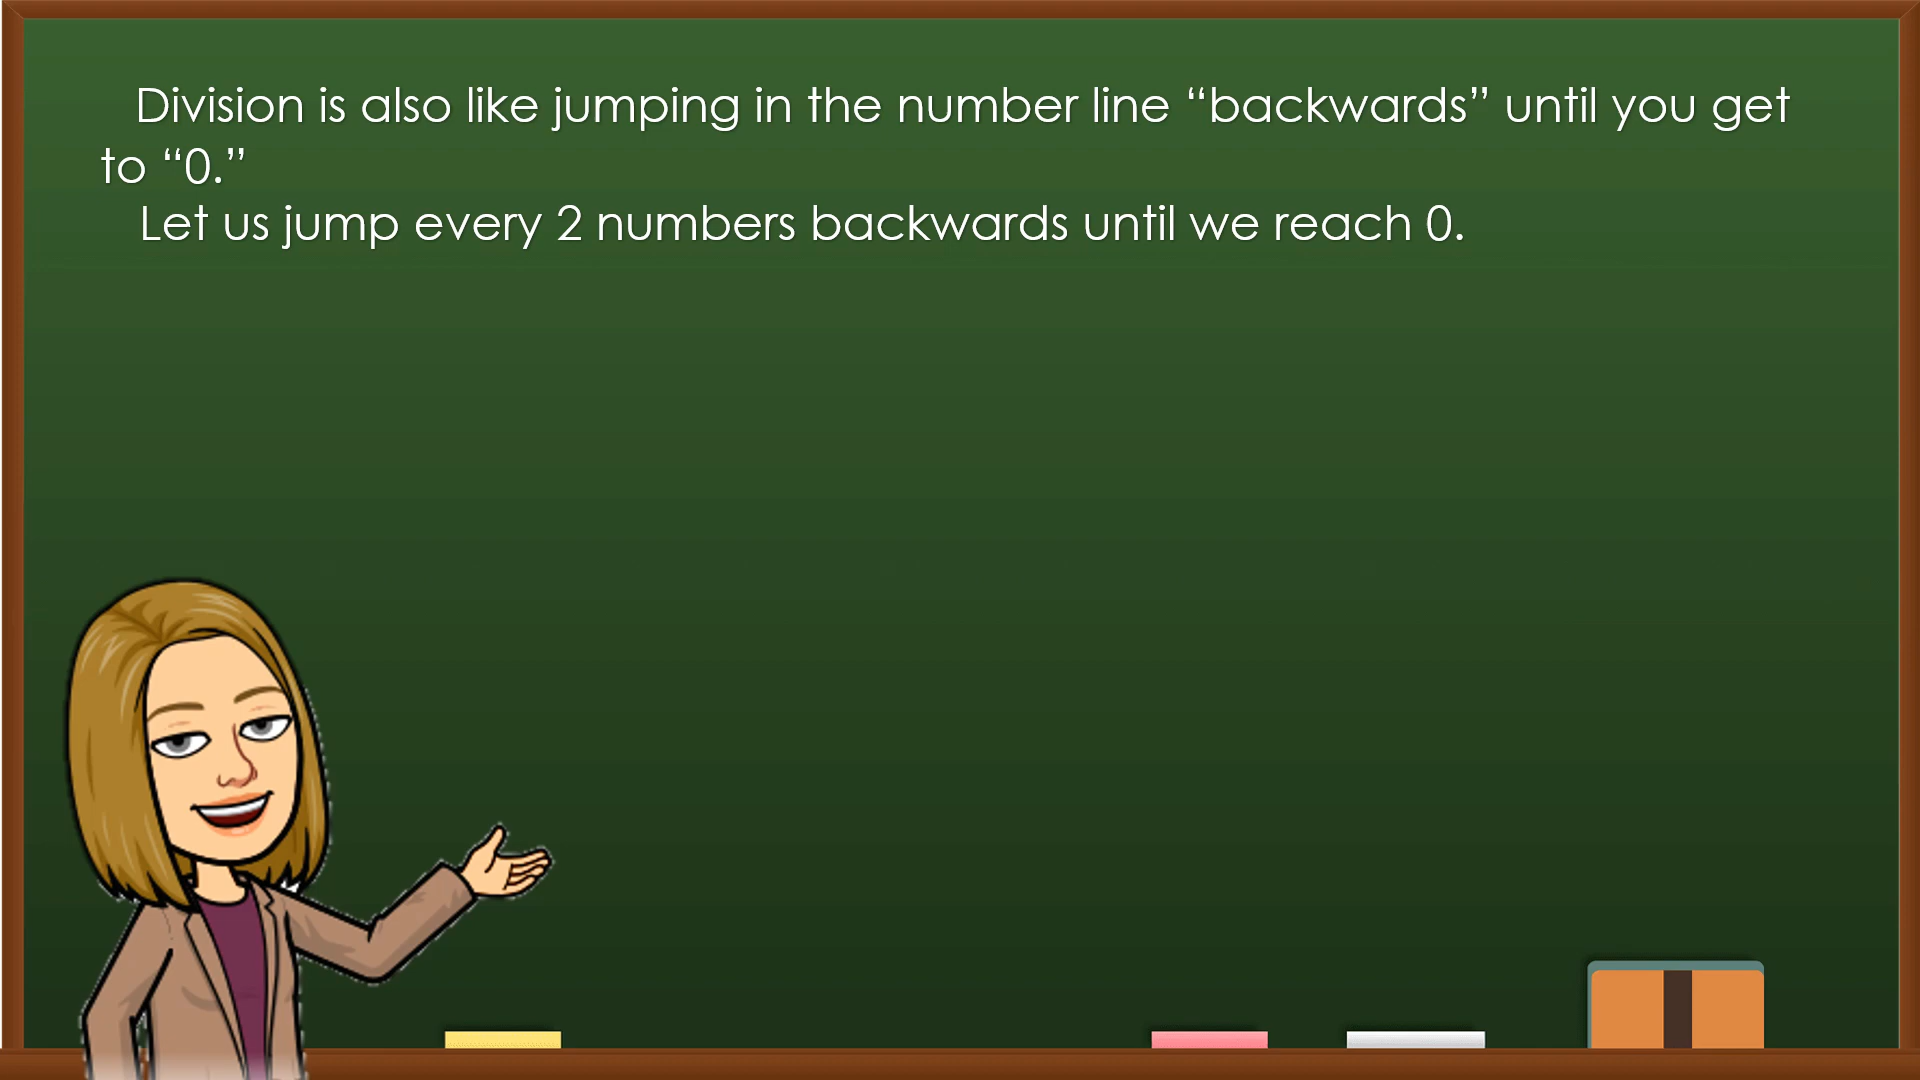 Division is also like jumping in the number line “backwards” until you get
to “0.”
Let us jump every 2 numbers backwards until we reach 0.